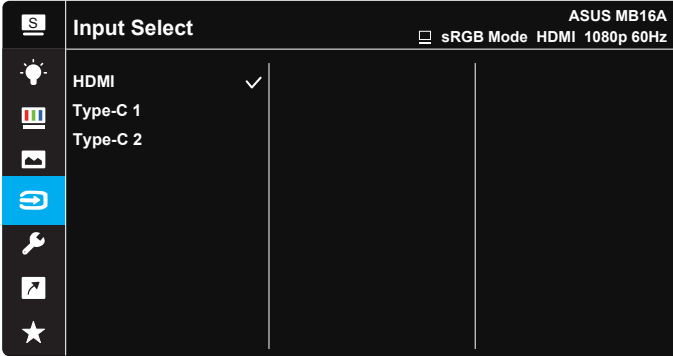 S
Input Select
ASUS MB16A
sRGB Mode HDMI 1080p 60Hz
HDMI
Type-C 1
Type-C 2